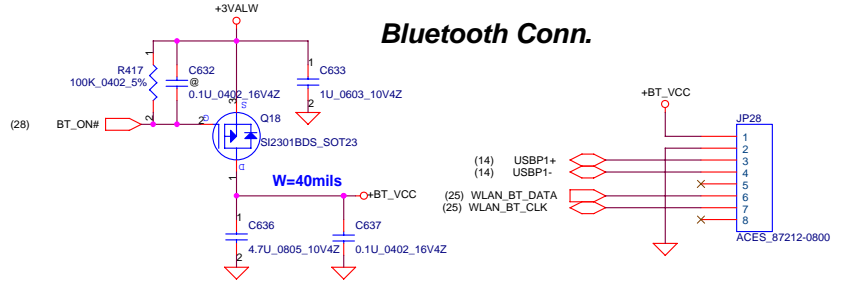 +3VALW
Bluetooth Conn.
1
R417
100K_0402_5%
2
C632
@
0.1U_0402_16V4Z
1
C633
1U_0603_10V4Z
2
+BT_VCC
(28) BT_ON#
2
G
3
S
Q18
SI2301BDS_SOT23
D
1
W=40mils
+BT_VCC
1
C636
4.7U_0805_10V4Z
2
C637
0.1U_0402_16V4Z
JP28
1
2
(14) USBP1+
3
(14) USBP1-
4
5
(25) WLAN_BT_DATA
6
(25) WLAN_BT_CLK
7
8
ACES_87212-0800